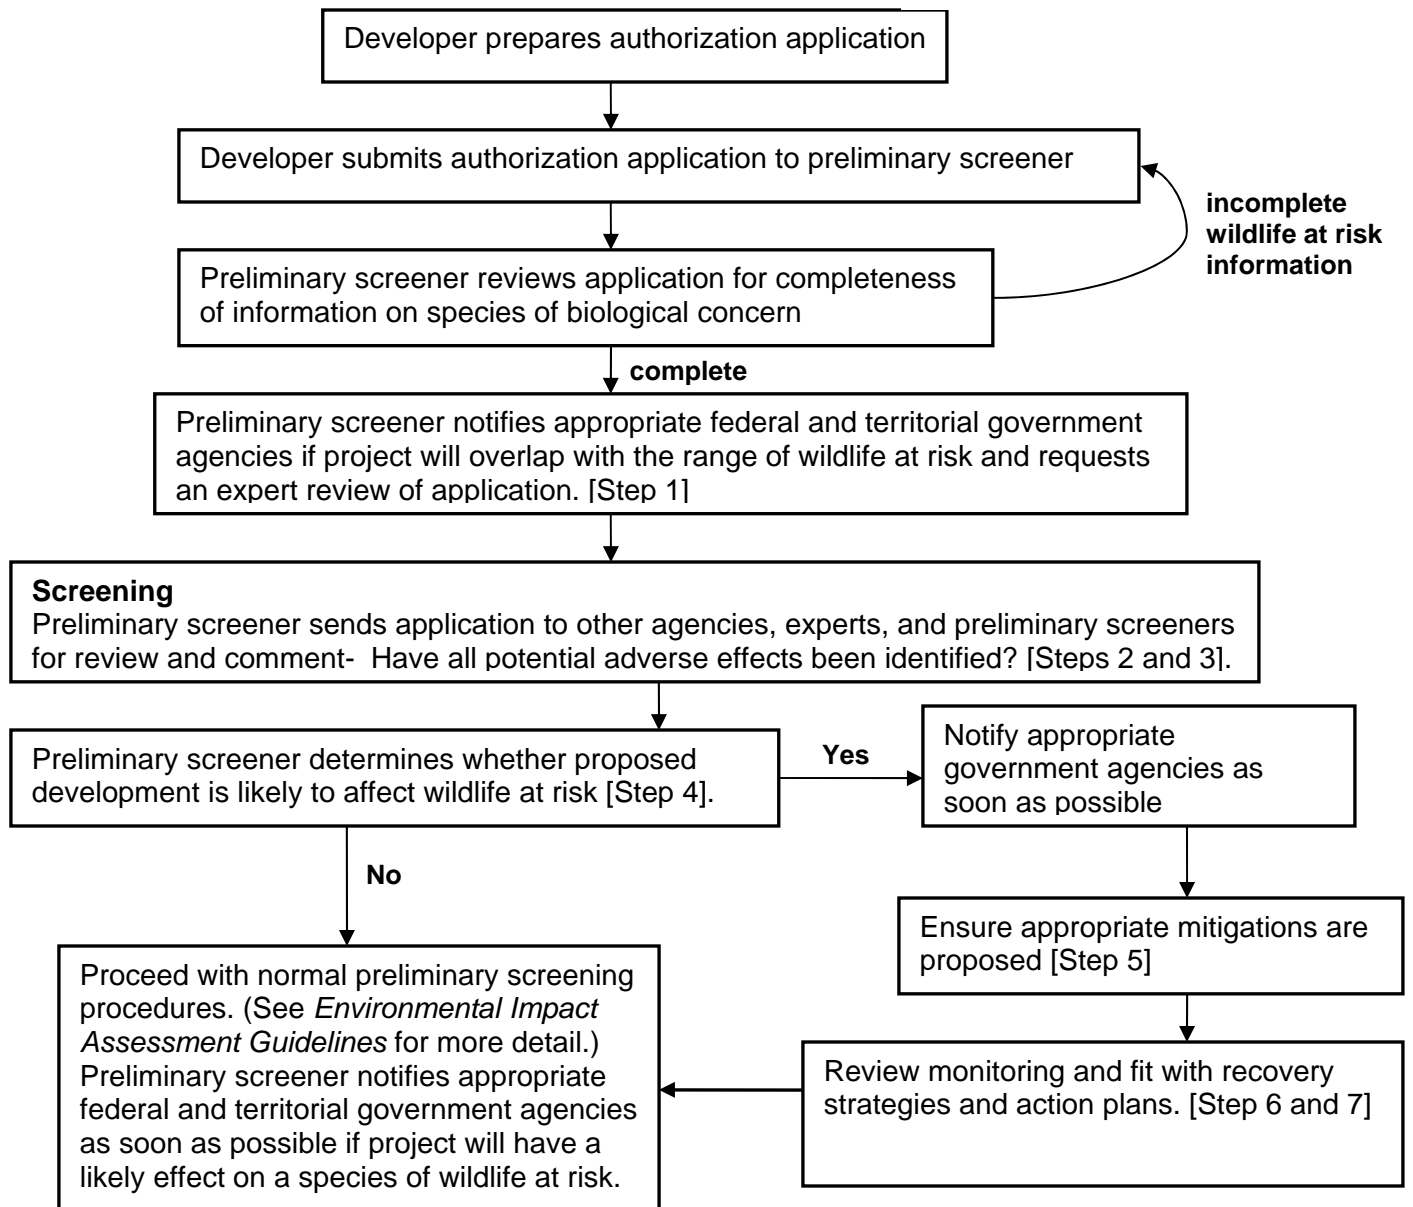 Developer prepares authorization application
Developer submits authorization application to preliminary screener
incomplete
wildlife at risk
information
Preliminary screener reviews application for completeness
of information on species of biological concern
complete
Preliminary screener notifies appropriate federal and territorial government
agencies if project will overlap with the range of wildlife at risk and requests
an expert review of application. [Step 1]
Screening
Preliminary screener sends application to other agencies, experts, and preliminary screeners
for review and comment-  Have all potential adverse effects been identified? [Steps 2 and 3].
Preliminary screener determines whether proposed
development is likely to affect wildlife at risk [Step 4].
Yes
Notify appropriate
government agencies as
soon as possible
No
Ensure appropriate mitigations are
proposed [Step 5]
Review monitoring and fit with recovery
strategies and action plans. [Step 6 and 7]
Proceed with normal preliminary screening
procedures. (See Environmental Impact
Assessment Guidelines for more detail.)
Preliminary screener notifies appropriate
federal and territorial government agencies
as soon as possible if project will have a
likely effect on a species of wildlife at risk.